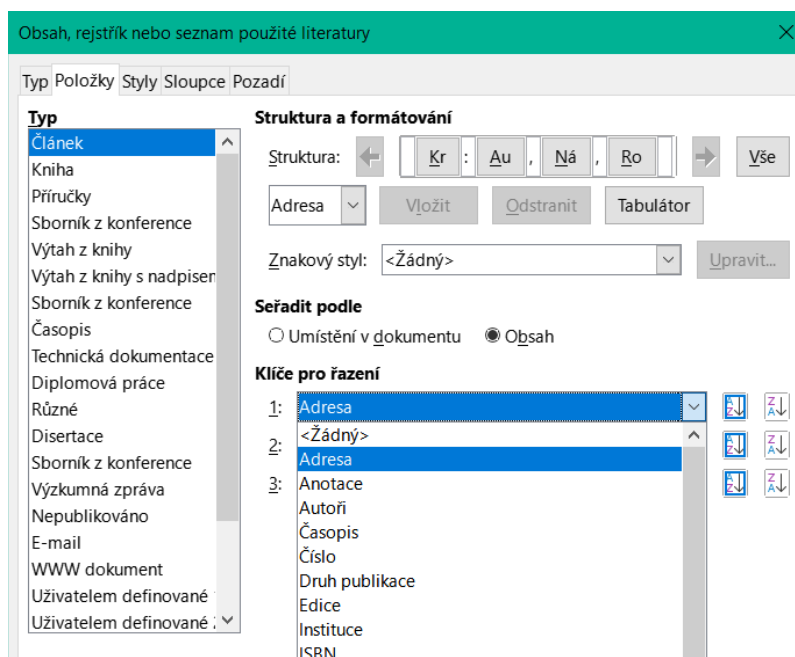 Obsah, rejstřík nebo seznam použité literatury
Typ Položky Styly Sloupce Pozadí
Typ
Článek
Kniha
Příručky
Sborník z konference
Výtah z knihy
Výtah z knihy s nadpisen
Sborník z konference
Časopis
Technická dokumentace
Diplomová práce
Různé
Disertace
Sborník z konference
Výzkumná zpráva
Nepublikováno
E-mail
WWW dokument
Uživatelem definované
Uživatelem definované
Struktura a formátování
Struktura: Kr : Au , Ná , Ro Vše
Adresa Vložit Odstranit Tabulátor
Znakový styl: <Žádný> Upravit...
Seřadit podle
Umístění v dokumentu Obsah
Klíče pro řazení
1: Adresa
2:
3:
<Žádný>
Adresa
Anotace
Autoři
Časopis
Číslo
Druh publikace
Edice
Instituce
ISBN